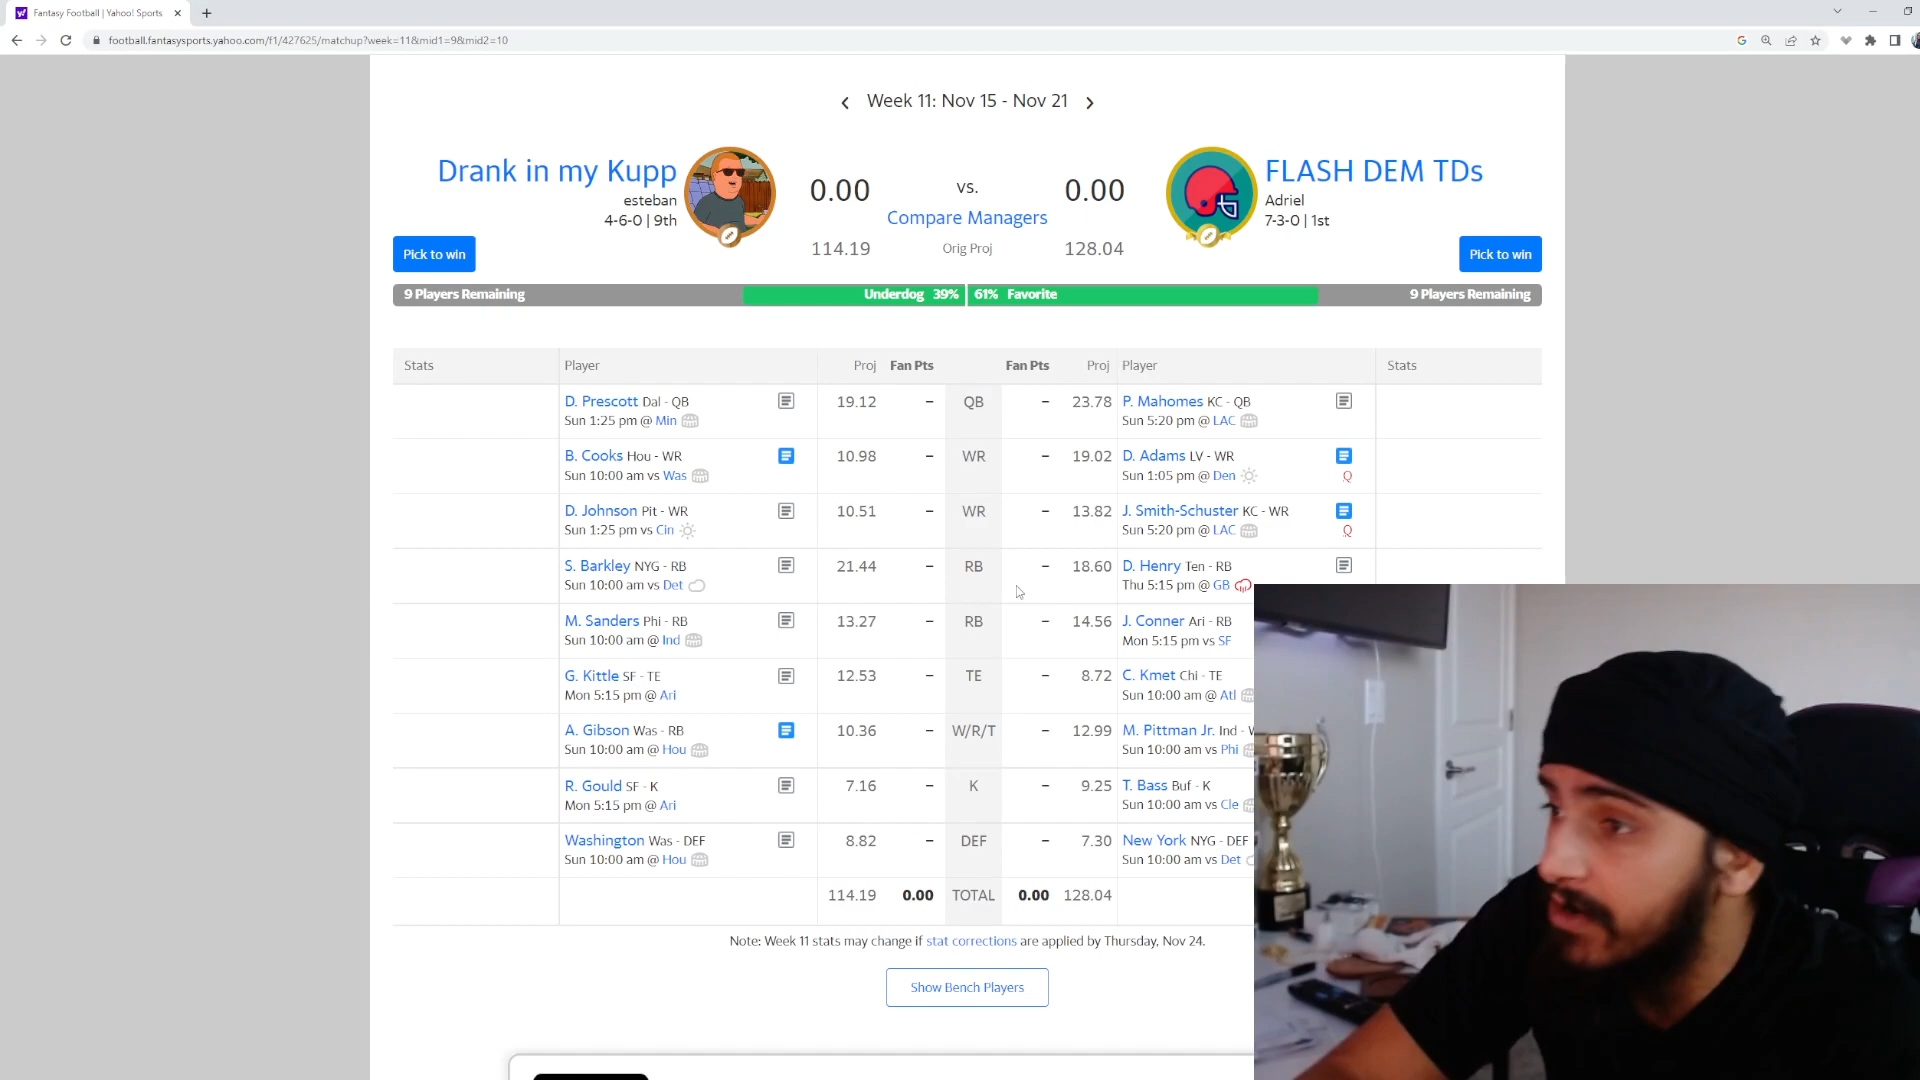 Fantasy Football | Yahoo! Sports
football.fantasysports.yahoo.com/f1/427625/matchup?week=11&mid1=9&mid2=10
Week 11: Nov 15 - Nov 21
Drank in my Kupp
esteban
4-6-0 | 9th
0.00
vs.
0.00
Compare Managers
114.19
Orig Proj
128.04
FLASH DEM TDs
Adriel
7-3-0 | 1st
Pick to win
Pick to win
9 Players Remaining
Underdog 39%
61% Favorite
9 Players Remaining
Stats Player Proj Fan Pts Fan Pts Proj Player Stats
D. Prescott Dal - QB 19.12 – QB – 23.78 P. Mahomes KC - QB
Sun 1:25 pm @ Min Sun 5:20 pm @ LAC
B. Cooks Hou - WR 10.98 – WR – 19.02 D. Adams LV - WR
Sun 10:00 am vs Was Sun 1:05 pm @ Den Q
D. Johnson Pit - WR 10.51 – WR – 13.82 J. Smith-Schuster KC - WR
Sun 1:25 pm vs Cin Sun 5:20 pm @ LAC Q
S. Barkley NYG - RB 21.44 – RB – 18.60 D. Henry Ten - RB
Sun 10:00 am vs Det Thu 5:15 pm @ GB
M. Sanders Phi - RB 13.27 – RB – 14.56 J. Conner Ari - RB
Sun 10:00 am @ Ind Mon 5:15 pm vs SF
G. Kittle SF - TE 12.53 – TE – 8.72 C. Kmet Chi - TE
Mon 5:15 pm @ Ari Sun 10:00 am @ Atl
A. Gibson Was - RB 10.36 – W/R/T – 12.99 M. Pittman Jr. Ind -
Sun 10:00 am @ Hou Sun 10:00 am vs Phi
R. Gould SF - K 7.16 – K – 9.25 T. Bass Buf - K
Mon 5:15 pm @ Ari Sun 10:00 am vs Cle
Washington Was - DEF 8.82 – DEF – 7.30 New York NYG - DEF
Sun 10:00 am @ Hou Sun 10:00 am vs Det
114.19 0.00 TOTAL 0.00 128.04
Note: Week 11 stats may change if stat corrections are applied by Thursday, Nov 24.
Show Bench Players